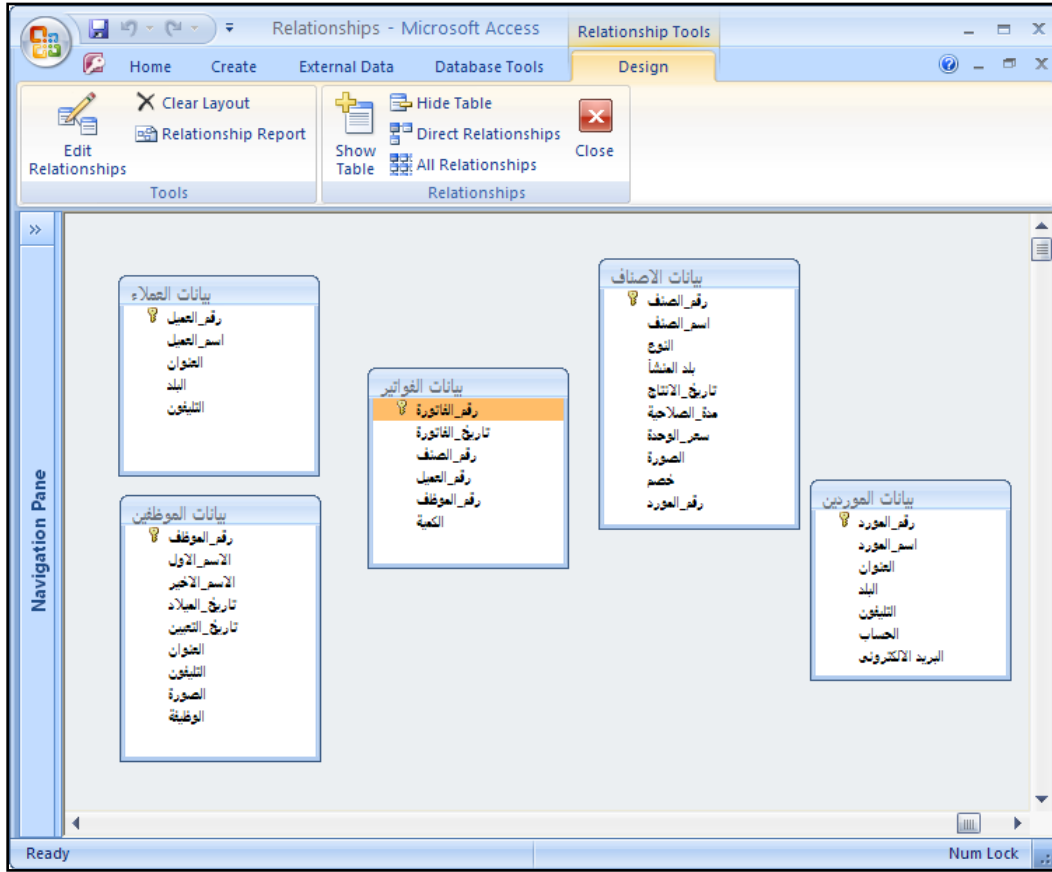 Relationships - Microsoft Access
Relationship Tools
Home Create External Data Database Tools Design
Edit Relationships
Clear Layout
Relationship Report
Tools
Show Table
Hide Table
Direct Relationships
All Relationships
Close
Relationships
Navigation Pane
بيانات العملاء
رقم_العميل
اسم_العميل
العنوان
البلد
التليفون
بيانات الموظفين
رقم_الموظف
الاسم_الاول
الاسم_الاخير
تاريخ_الميلاد
تاريخ_التعيين
العنوان
التليفون
الصورة
الوظيفة
بيانات الفواتير
رقم_الفاتورة
تاريخ_الفاتورة
رقم_الصنف
رقم_العميل
رقم_الموظف
الكمية
بيانات الاصناف
رقم_الصنف
اسم_الصنف
النوع
بلد المنشأ
تاريخ_الانتاج
مدة_الصلاحية
سعر_الوحدة
الصورة
خصم
رقم_المورد
بيانات الموردين
رقم_المورد
اسم_المورد
العنوان
البلد
التليفون
الحساب
البريد الالكترونى
Ready
Num Lock